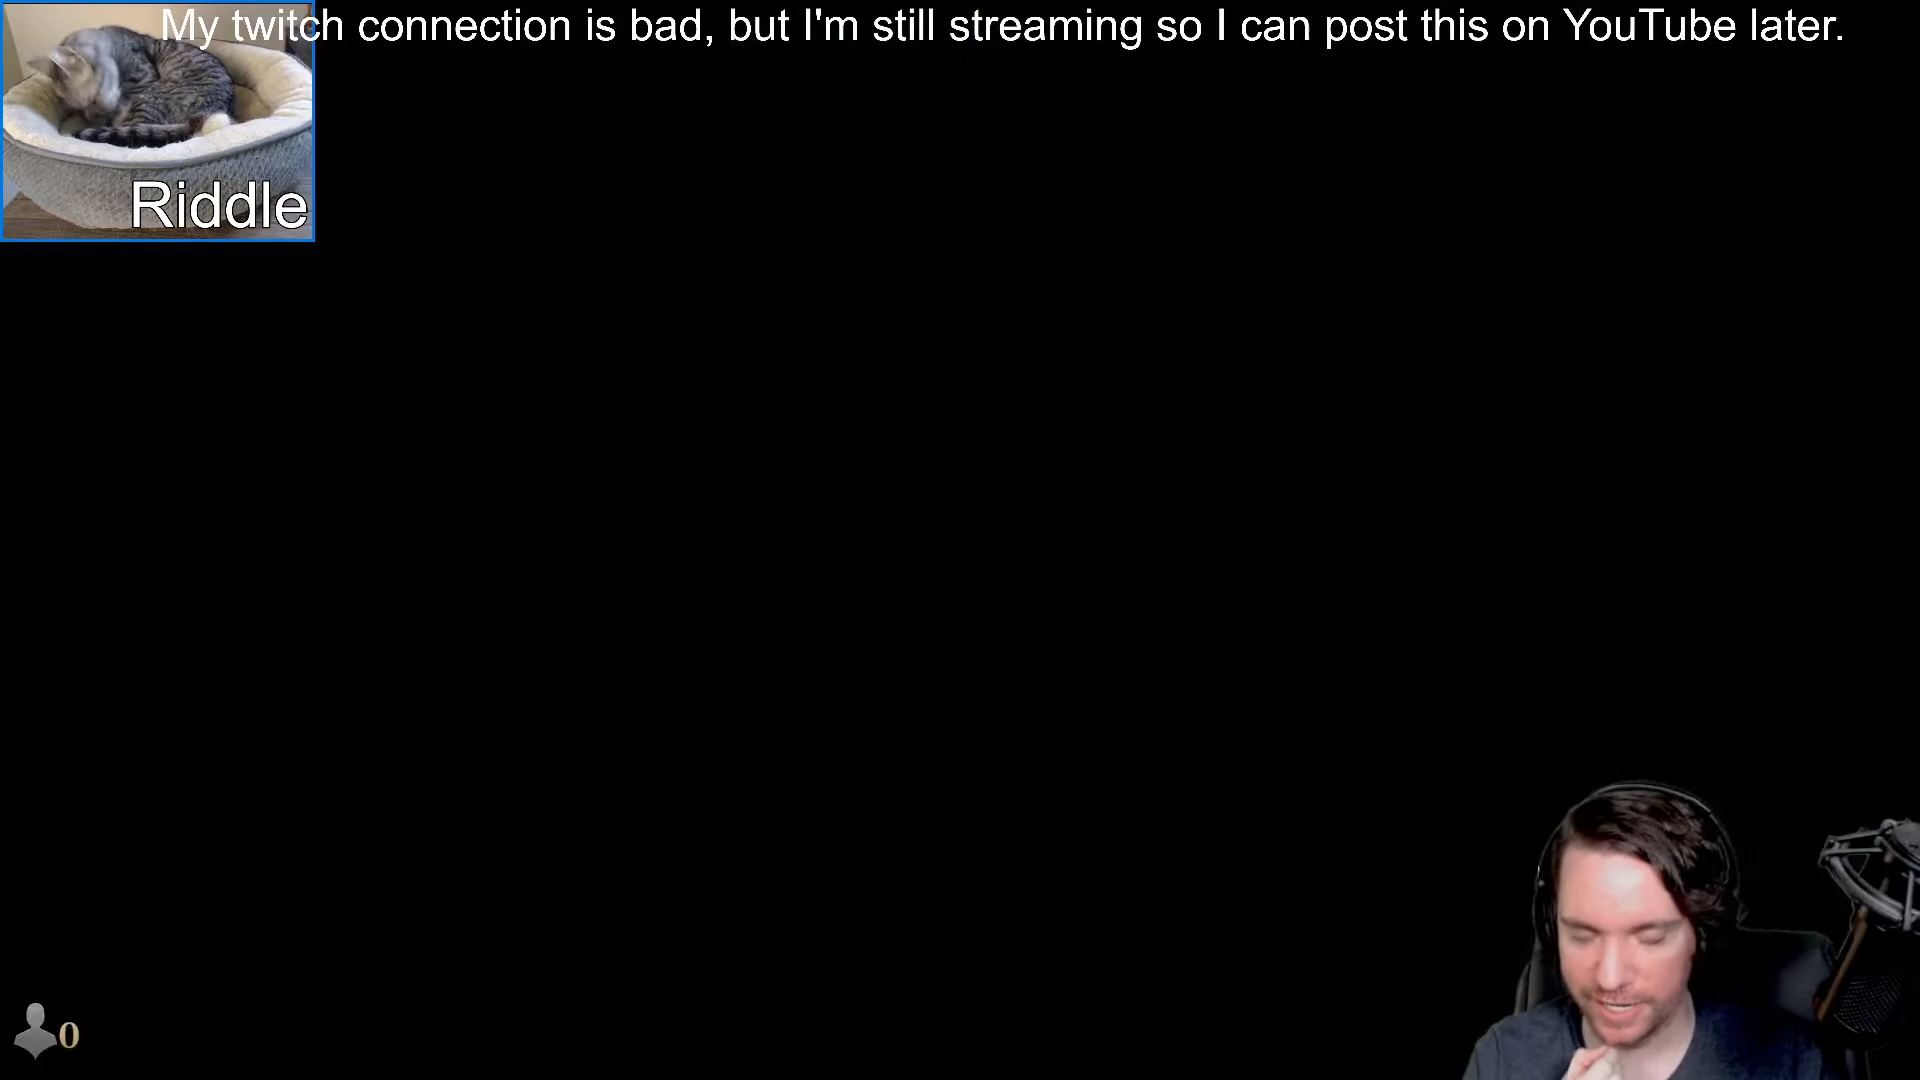 My twitch connection is bad, but I'm still streaming so I can post this on YouTube later.
Riddle
0